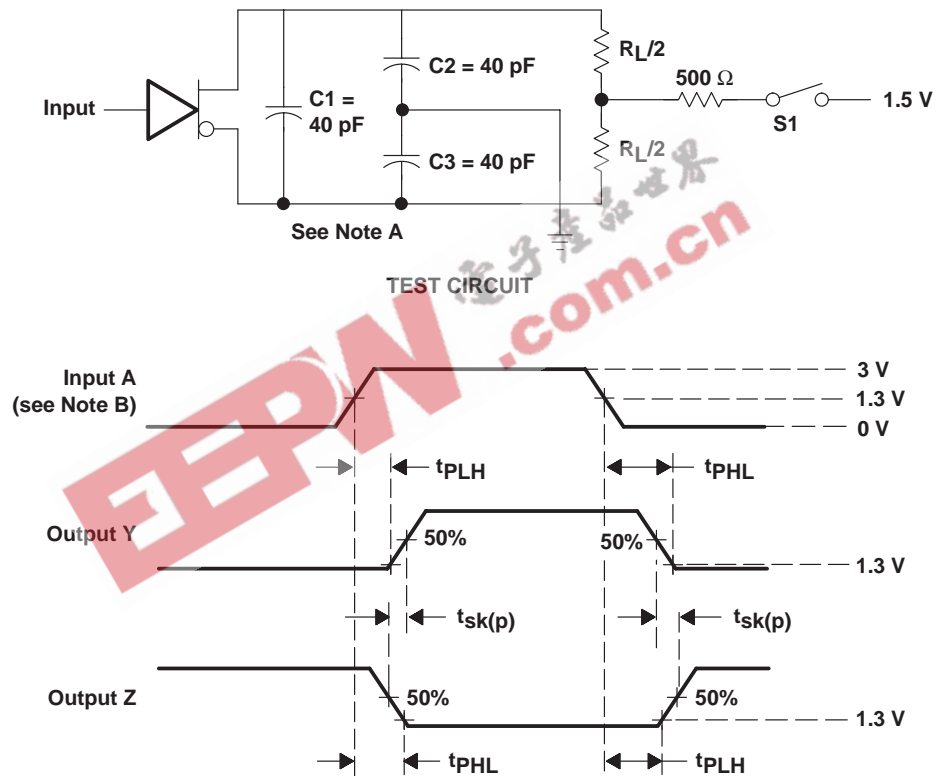 C2 = 40 pF
RL/2
500 Ω
Input
C1 =
40 pF
1.5 V
S1
C3 = 40 pF
RL/2
See Note A
TEST CIRCUIT
電子產品世界
EEPW.com.cn
Input A
(see Note B)
3 V
1.3 V
0 V
tPLH
tPHL
Output Y
50%
50%
1.3 V
tsk(p)
tsk(p)
Output Z
50%
50%
1.3 V
tPHL
tPLH